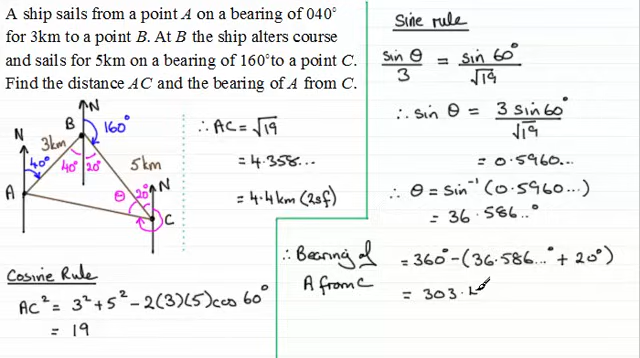 A ship sails from a point A on a bearing of 040°
for 3km to a point B. At B the ship alters course
and sails for 5km on a bearing of 160°to a point C.
Find the distance AC and the bearing of A from C.
N
B
160°
N
3km
40°
40°
20°
5km
A
θ
20°
N
C
∴ AC = √19
= 4.358...
= 4.4km (2sf)
Cosine Rule
AC² = 3² + 5² - 2(3)(5)cos 60°
= 19
Sine rule
sin θ / 3 = sin 60° / √19
∴ sin θ = 3 sin 60° / √19
= 0.5960...
∴ θ = sin⁻¹ (0.5960...)
= 36.586...°
∴ Bearing of A from C = 360° - (36.586...° + 20°)
= 303.4